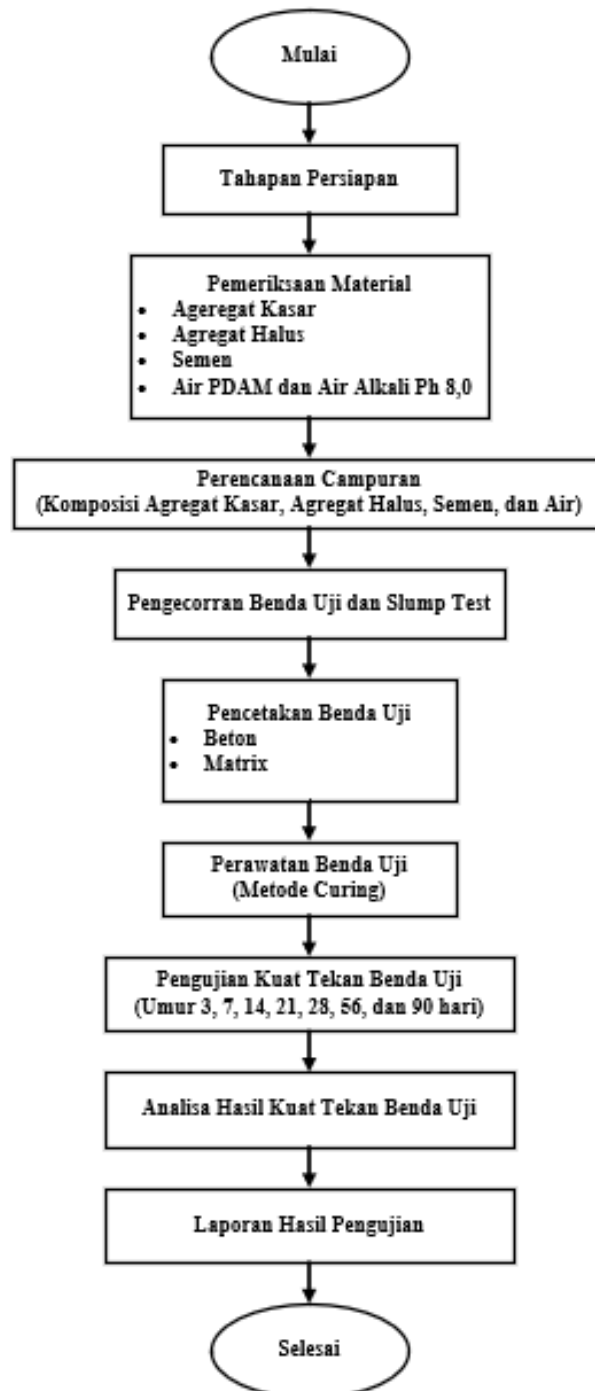 Mulai
Tahapan Persiapan
Pemeriksaan Material
• Ageregat Kasar
• Agregat Halus
• Semen
• Air PDAM dan Air Alkali Ph 8,0
Perencanaan Campuran
(Komposisi Agregat Kasar, Agregat Halus, Semen, dan Air)
Pengecorran Benda Uji dan Slump Test
Pencetakan Benda Uji
• Beton
• Matrix
Perawatan Benda Uji
(Metode Curing)
Pengujian Kuat Tekan Benda Uji
(Umur 3, 7, 14, 21, 28, 56, dan 90 hari)
Analisa Hasil Kuat Tekan Benda Uji
Laporan Hasil Pengujian
Selesai